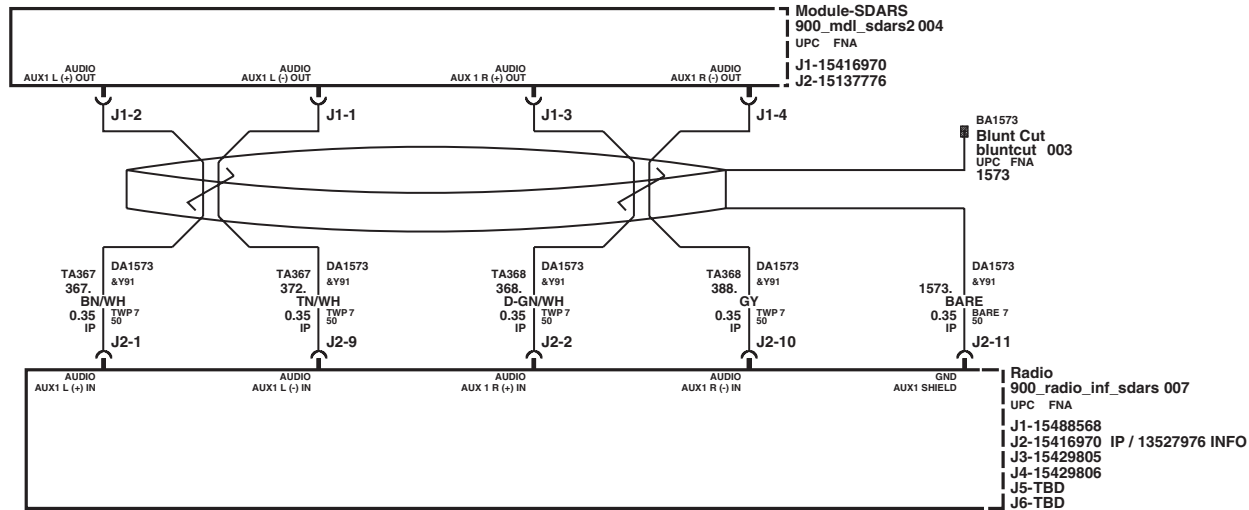 Module-SDARS
900_mdl_sdars2 004
UPC FNA
J1-15416970
J2-15137776
AUDIO
AUX1 L (+) OUT
AUDIO
AUX1 L (-) OUT
AUDIO
AUX 1 R (+) OUT
AUDIO
AUX1 R (-) OUT
J1-2
J1-1
J1-3
J1-4
BA1573
Blunt Cut
bluntcut 003
UPC FNA
1573
TA367
367.
BN/WH
0.35
IP
DA1573
&Y91
TWP 7
50
J2-1
TA367
372.
TN/WH
0.35
IP
DA1573
&Y91
TWP 7
50
J2-9
TA368
368.
D-GN/WH
0.35
IP
DA1573
&Y91
TWP 7
50
J2-2
TA368
388.
GY
0.35
IP
DA1573
&Y91
TWP 7
50
J2-10
1573.
BARE
0.35
IP
DA1573
&Y91
BARE 7
50
J2-11
AUDIO
AUX1 L (+) IN
AUDIO
AUX1 L (-) IN
AUDIO
AUX 1 R (+) IN
AUDIO
AUX1 R (-) IN
GND
AUX1 SHIELD
Radio
900_radio_inf_sdars 007
UPC FNA
J1-15488568
J2-15416970 IP / 13527976 INFO
J3-15429805
J4-15429806
J5-TBD
J6-TBD